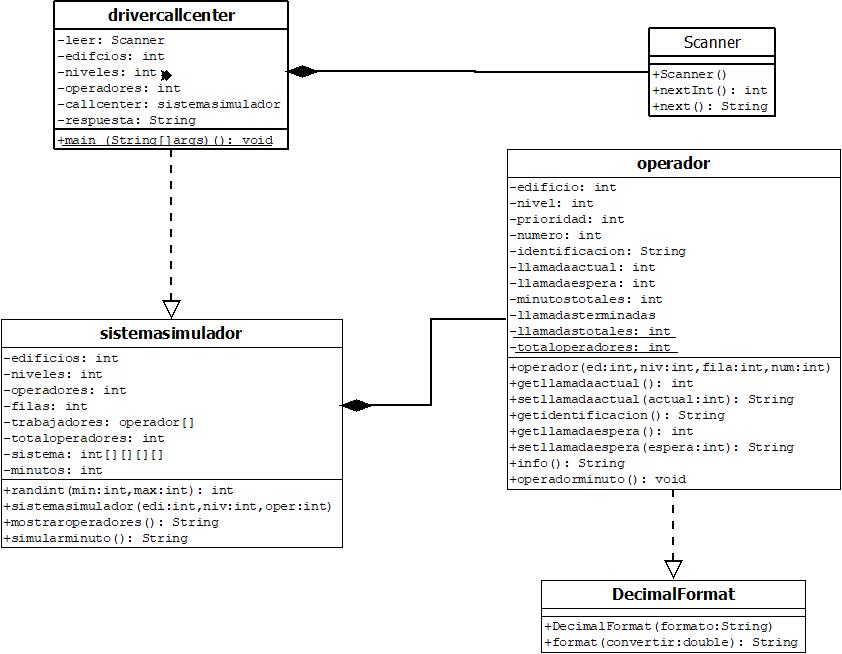 drivercallcenter
-leer: Scanner
-edifcios: int
-niveles: int
-operadores: int
-callcenter: sistemasimulador
-respuesta: String
+main (String[]args)(): void
Scanner
+Scanner()
+nextInt(): int
+next(): String
operador
-edificio: int
-nivel: int
-prioridad: int
-numero: int
-identificacion: String
-llamadaactual: int
-llamadaespera: int
-minutostotales: int
-llamadasterminadas
-llamadastotales: int
-totaloperadores: int
+operador(ed:int,niv:int,fila:int,num:int)
+getllamadaactual(): int
+setllamadaactual(actual:int): String
+getidentificacion(): String
+getllamadaespera(): int
+setllamadaespera(espera:int): String
+info(): String
+operadorminuto(): void
sistemasimulador
-edificios: int
-niveles: int
-operadores: int
-filas: int
-trabajadores: operador[]
-totaloperadores: int
-sistema: int[][][][]
-minutos: int
+randint(min:int,max:int): int
+sistemasimulador(edi:int,niv:int,oper:int)
+mostraroperadores(): String
+simularminuto(): String
DecimalFormat
+DecimalFormat(formato:String)
+format(convertir:double): String